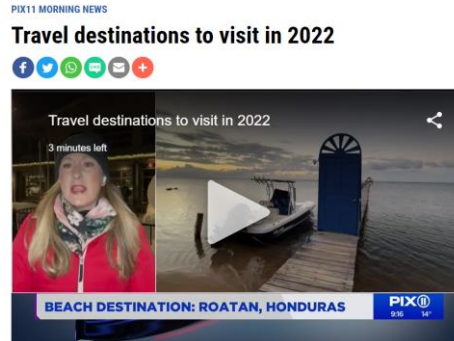 PIX11 MORNING NEWS
Travel destinations to visit in 2022
Travel destinations to visit in 2022
3 minutes left
BEACH DESTINATION: ROATAN, HONDURAS
PIX11
9:16 14°